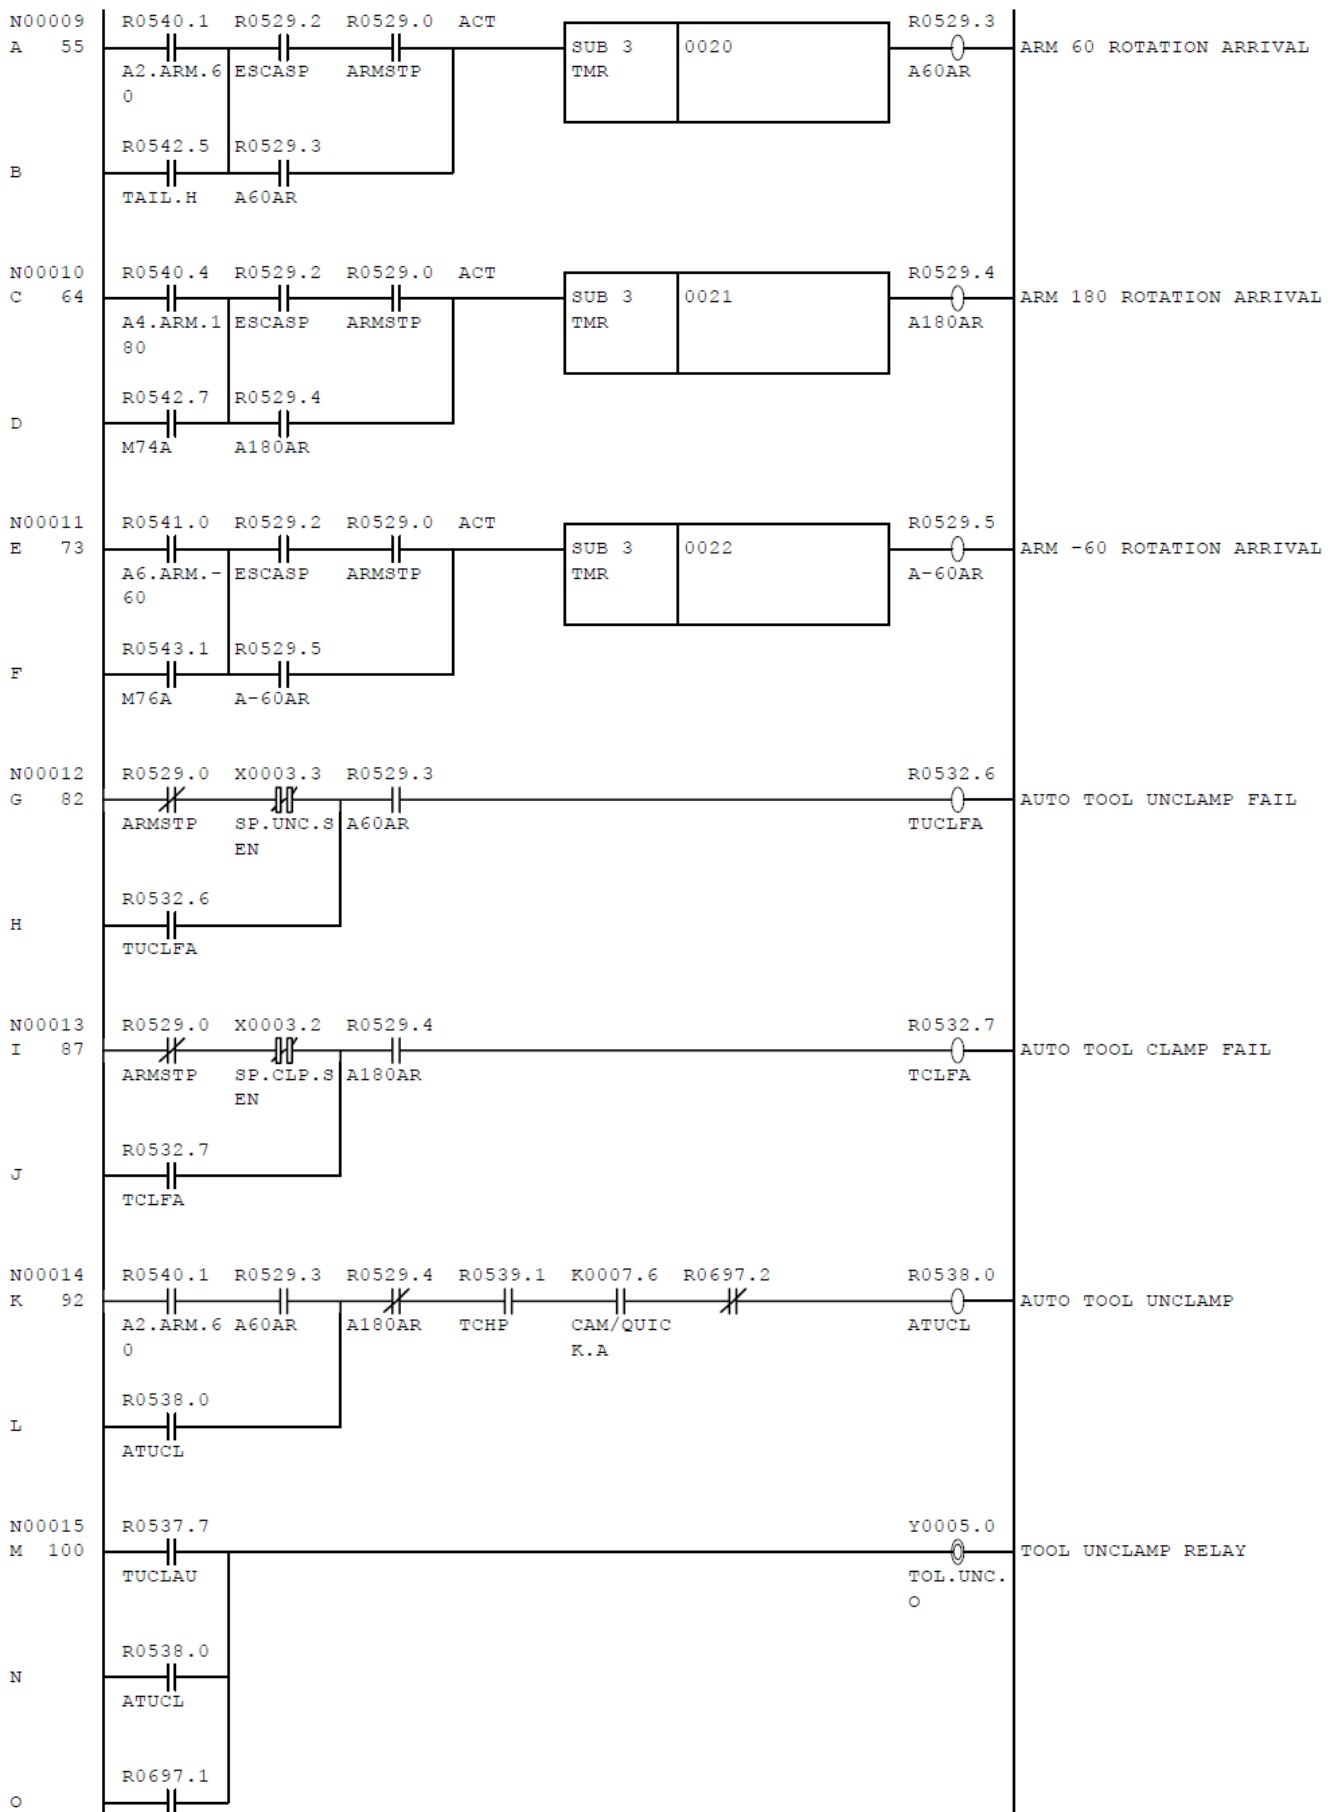 N00009 R0540.1 R0529.2 R0529.0 ACT R0529.3
A 55 SUB 3 0020 ARM 60 ROTATION ARRIVAL
A2.ARM.6 ESCASP ARMSTP TMR A60AR
0
R0542.5 R0529.3
B
TAIL.H A60AR
N00010 R0540.4 R0529.2 R0529.0 ACT R0529.4
C 64 SUB 3 0021 ARM 180 ROTATION ARRIVAL
A4.ARM.1 ESCASP ARMSTP TMR A180AR
80
R0542.7 R0529.4
D
M74A A180AR
N00011 R0541.0 R0529.2 R0529.0 ACT R0529.5
E 73 SUB 3 0022 ARM -60 ROTATION ARRIVAL
A6.ARM.- ESCASP ARMSTP TMR A-60AR
60
R0543.1 R0529.5
F
M76A A-60AR
N00012 R0529.0 X0003.3 R0529.3 R0532.6
G 82 AUTO TOOL UNCLAMP FAIL
ARMSTP SP.UNC.S A60AR TUCLFA
EN
R0532.6
H
TUCLFA
N00013 R0529.0 X0003.2 R0529.4 R0532.7
I 87 AUTO TOOL CLAMP FAIL
ARMSTP SP.CLP.S A180AR TCLFA
EN
R0532.7
J
TCLFA
N00014 R0540.1 R0529.3 R0529.4 R0539.1 K0007.6 R0697.2 R0538.0
K 92 AUTO TOOL UNCLAMP
A2.ARM.6 A60AR A180AR TCHP CAM/QUIC ATUCL
0 K.A
R0538.0
L
ATUCL
N00015 R0537.7 Y0005.0
M 100 TOOL UNCLAMP RELAY
TUCLAU TOL.UNC.
O
R0538.0
N
ATUCL
R0697.1
O